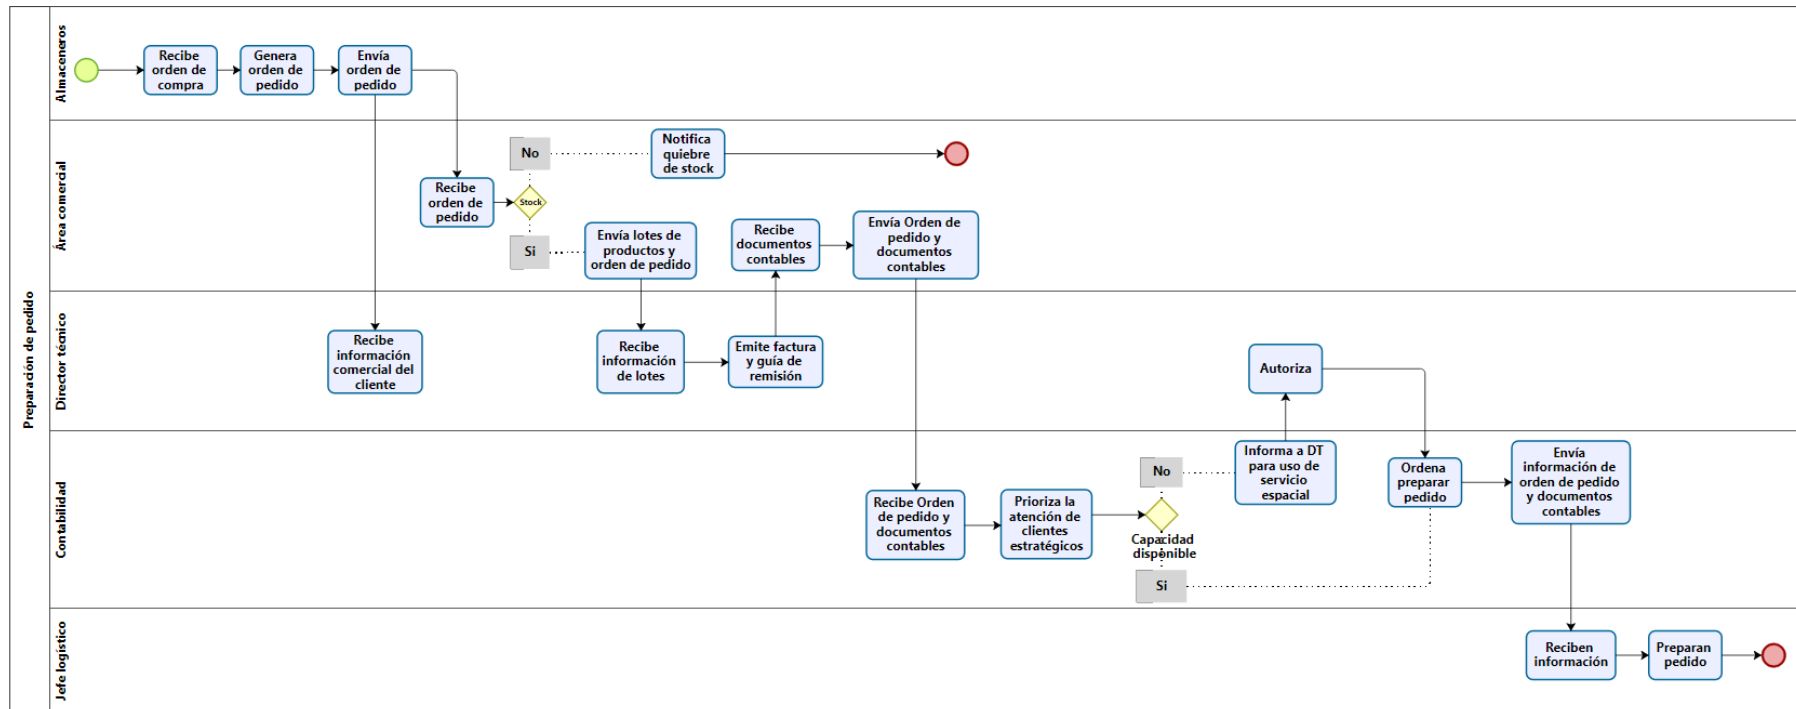 Preparación de pedido
Almaceneros
Recibe
orden de
compra
Genera
orden de
pedido
Envía
orden de
pedido
Área comercial
Recibe
orden de
pedido
Stock
No
Notifica
quiebre
de stock
Si
Envía lotes de
productos y
orden de pedido
Recibe
documentos
contables
Envía Orden de
pedido y
documentos
contables
Director técnico
Recibe
información
comercial del
cliente
Recibe
información
de lotes
Emite factura
y guía de
remisión
Autoriza
Contabilidad
Recibe Orden
de pedido y
documentos
contables
Prioriza la
atención de
clientes
estratégicos
Capacidad
disponible
No
Si
Informa a DT
para uso de
servicio
espacial
Ordena
preparar
pedido
Envía
información de
orden de pedido
y documentos
contables
Jefe logístico
Reciben
información
Preparan
pedido